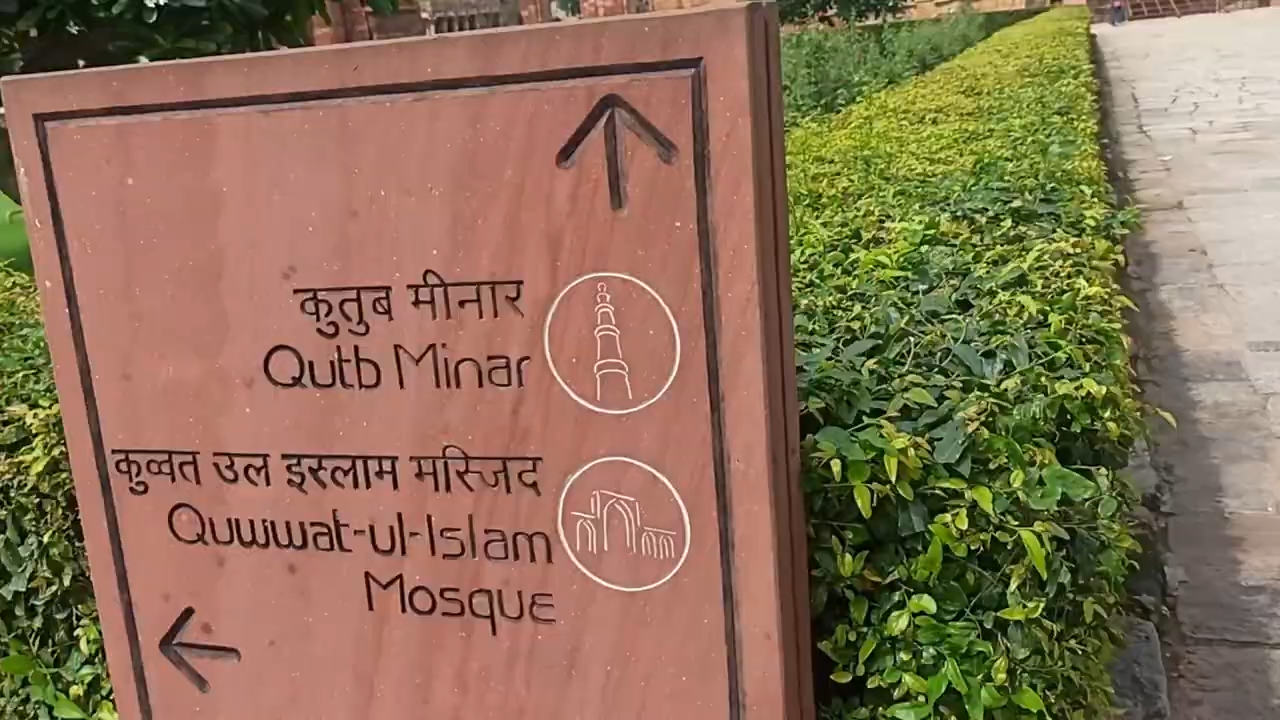 कुतुब मीनार
Qutb Minar
कुव्वत उल इस्लाम मस्जिद
Quwwat-ul-Islam
Mosque